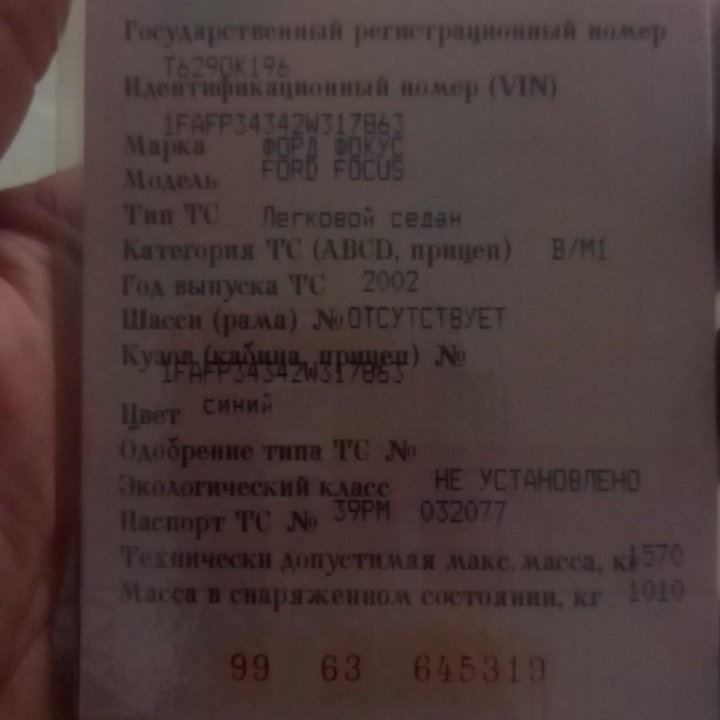 Государственный регистрационный номер
Т629ОК196
Идентификационный номер (VIN)
1FAFP34342W317863
Марка ФОРД ФОКУС
Модель FORD FOCUS
Тип ТС Легковой седан
Категория ТС (ABCD, прицеп) B/M1
Год выпуска ТС 2002
Шасси (рама) № ОТСУТСТВУЕТ
Кузов (кабина, прицеп) №
1FAFP34342W317863
Цвет синий
Одобрение типа ТС №
Экологический класс НЕ УСТАНОВЛЕНО
Паспорт ТС № 39РМ 032077
Технически допустимая макс. масса, кг 1570
Масса в снаряженном состоянии, кг 1010
99 63 645319